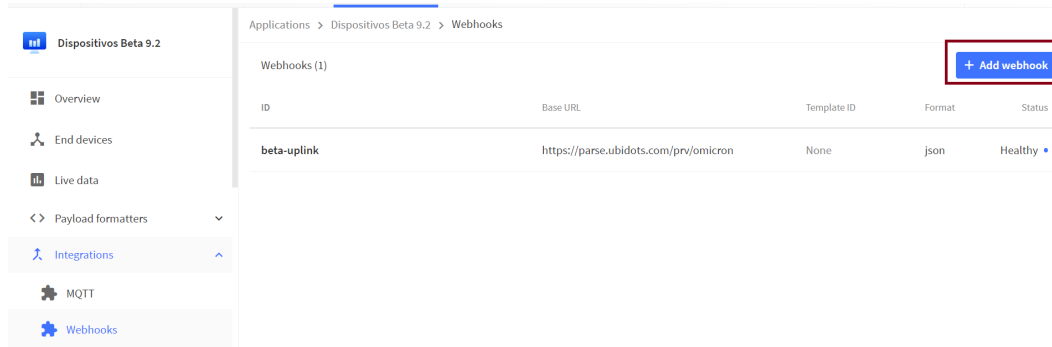 Applications > Dispositivos Beta 9.2 > Webhooks
Dispositivos Beta 9.2
Overview
End devices
Live data
Payload formatters
Integrations
MQTT
Webhooks
Webhooks (1)
+ Add webhook
ID Base URL Template ID Format Status
beta-uplink https://parse.ubidots.com/prv/omicron None json Healthy